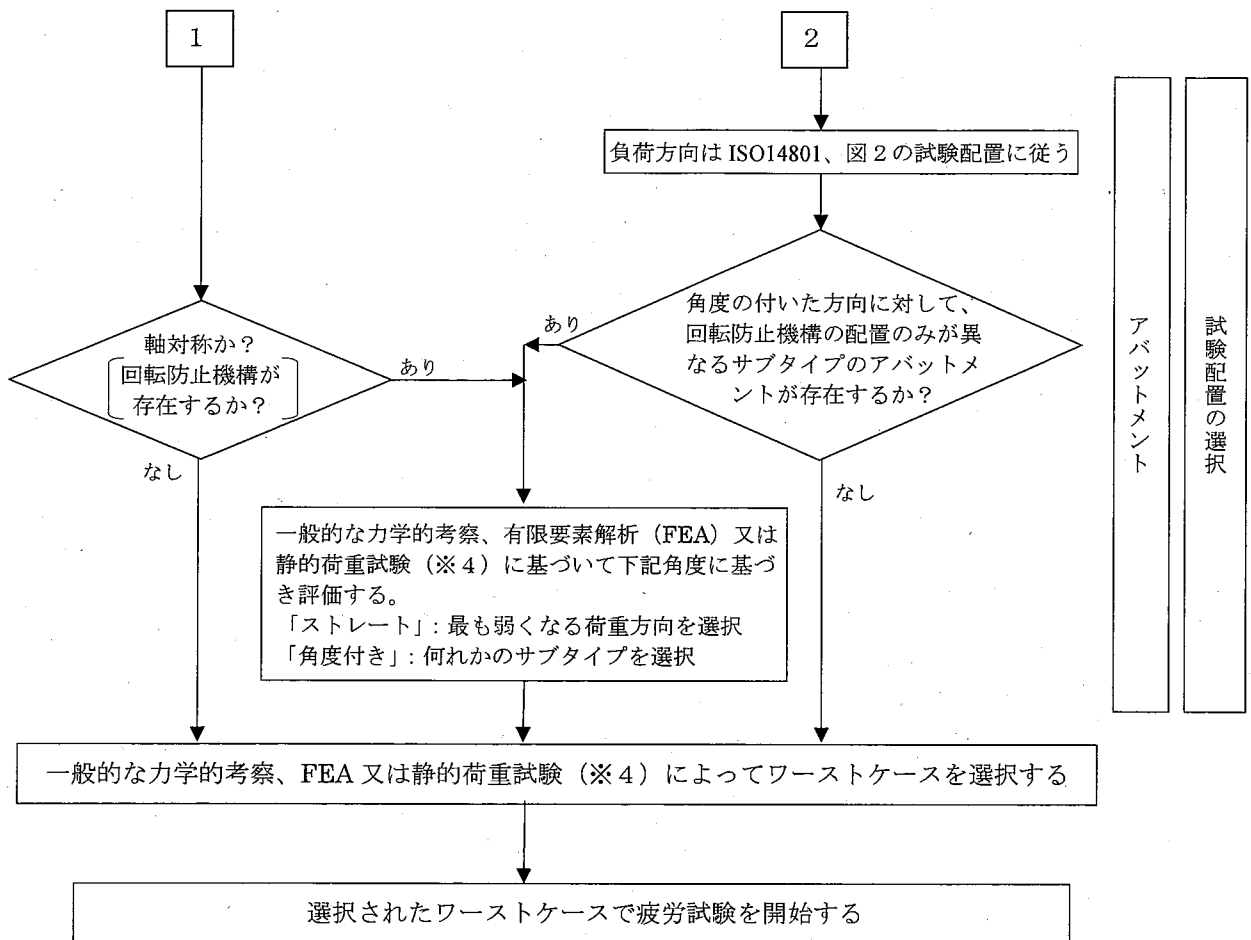 1
2
負荷方向は ISO14801、図２の試験配置に従う
軸対称か？
回転防止機構が
存在するか？
あり
なし
角度の付いた方向に対して、
回転防止機構の配置のみが異
なるサブタイプのアバットメ
ントが存在するか？
あり
なし
一般的な力学的考察、有限要素解析（FEA）又は
静的荷重試験（※４）に基づいて下記角度に基づ
き評価する。
「ストレート」：最も弱くなる荷重方向を選択
「角度付き」：何れかのサブタイプを選択
アバットメント
試験配置の選択
一般的な力学的考察、FEA 又は静的荷重試験（※４）によってワーストケースを選択する
選択されたワーストケースで疲労試験を開始する